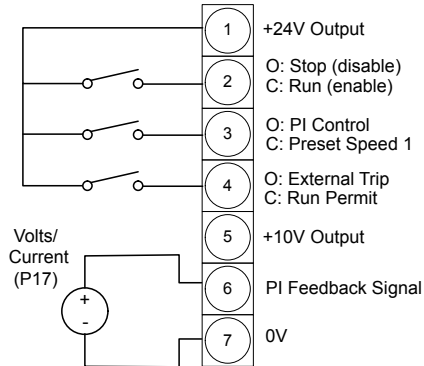 1
+24V Output
2
O: Stop (disable)
C: Run (enable)
3
O: PI Control
C: Preset Speed 1
4
O: External Trip
C: Run Permit
5
+10V Output
Volts/
Current
(P17)
+
-
6
PI Feedback Signal
7
0V